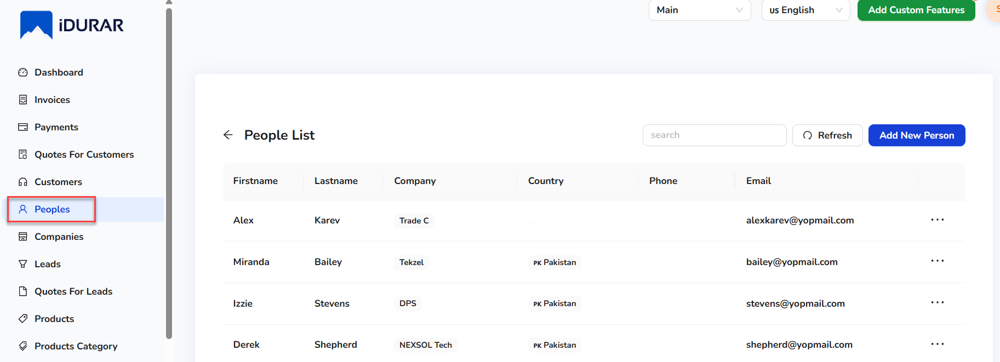 iDURAR
Main
us English
Add Custom Features
S
Dashboard
Invoices
Payments
Quotes For Customers
Customers
Peoples
Companies
Leads
Quotes For Leads
Products
Products Category
People List
search
Refresh
Add New Person
Firstname Lastname Company Country Phone Email
Alex Karev Trade C alexkarev@yopmail.com
Miranda Bailey Tekzel PK Pakistan bailey@yopmail.com
Izzie Stevens DPS PK Pakistan stevens@yopmail.com
Derek Shepherd NEXSOL Tech PK Pakistan shepherd@yopmail.com